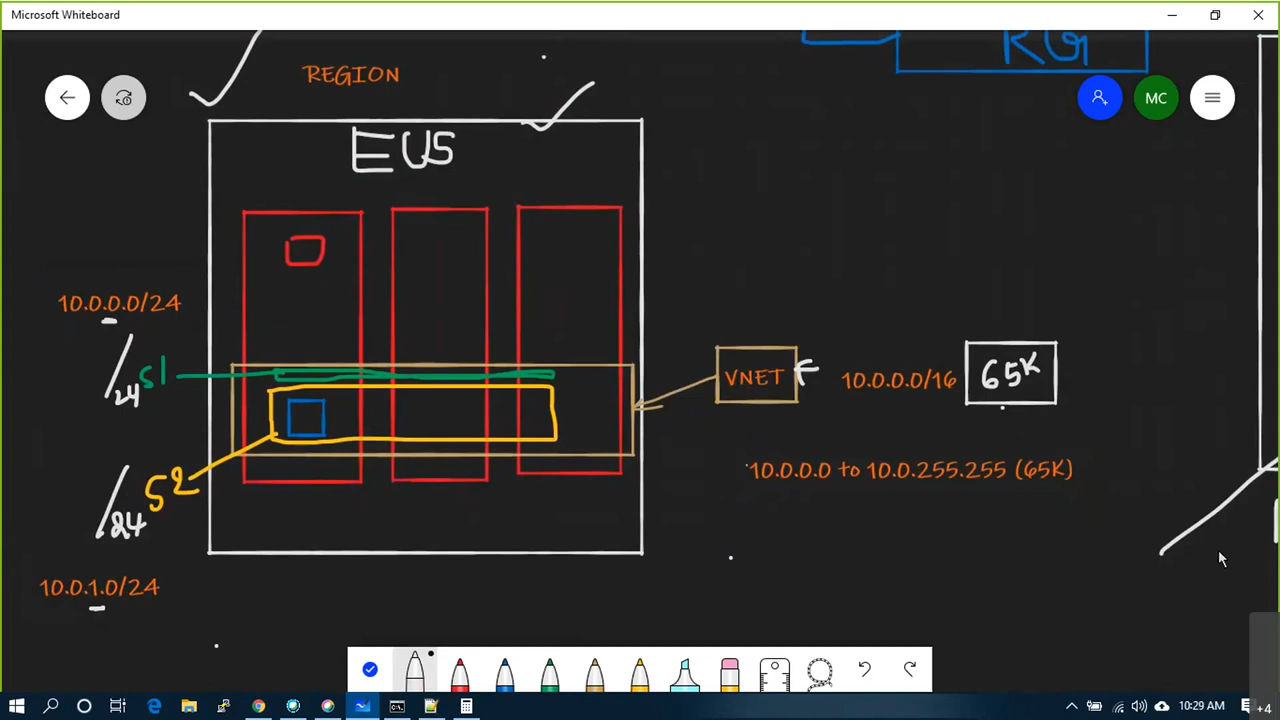 Microsoft Whiteboard
RG
REGION
MC
EUS
10.0.0.0/24
/24 S1
VNET
10.0.0.0/16
65K
10.0.0.0 to 10.0.255.255 (65K)
/24 S2
10.0.1.0/24
10:29 AM
+4